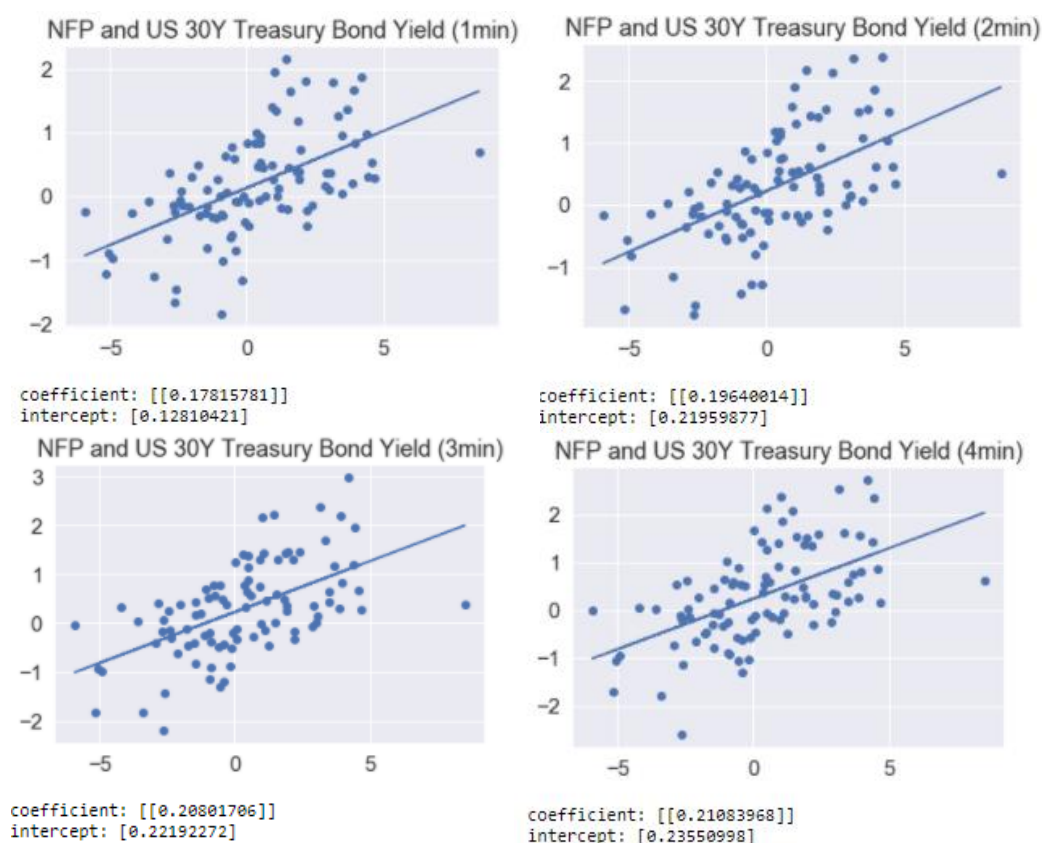 NFP and US 30Y Treasury Bond Yield (1min)
2
1
0
−1
−2
−5
0
5
coefficient: [[0.17815781]]
intercept: [0.12810421]
NFP and US 30Y Treasury Bond Yield (2min)
2
1
0
−1
−5
0
5
coefficient: [[0.19640014]]
intercept: [0.21959877]
NFP and US 30Y Treasury Bond Yield (3min)
3
2
1
0
−1
−2
−5
0
5
coefficient: [[0.20801706]]
intercept: [0.22192272]
NFP and US 30Y Treasury Bond Yield (4min)
2
1
0
−1
−2
−5
0
5
coefficient: [[0.21083968]]
intercept: [0.23550998]